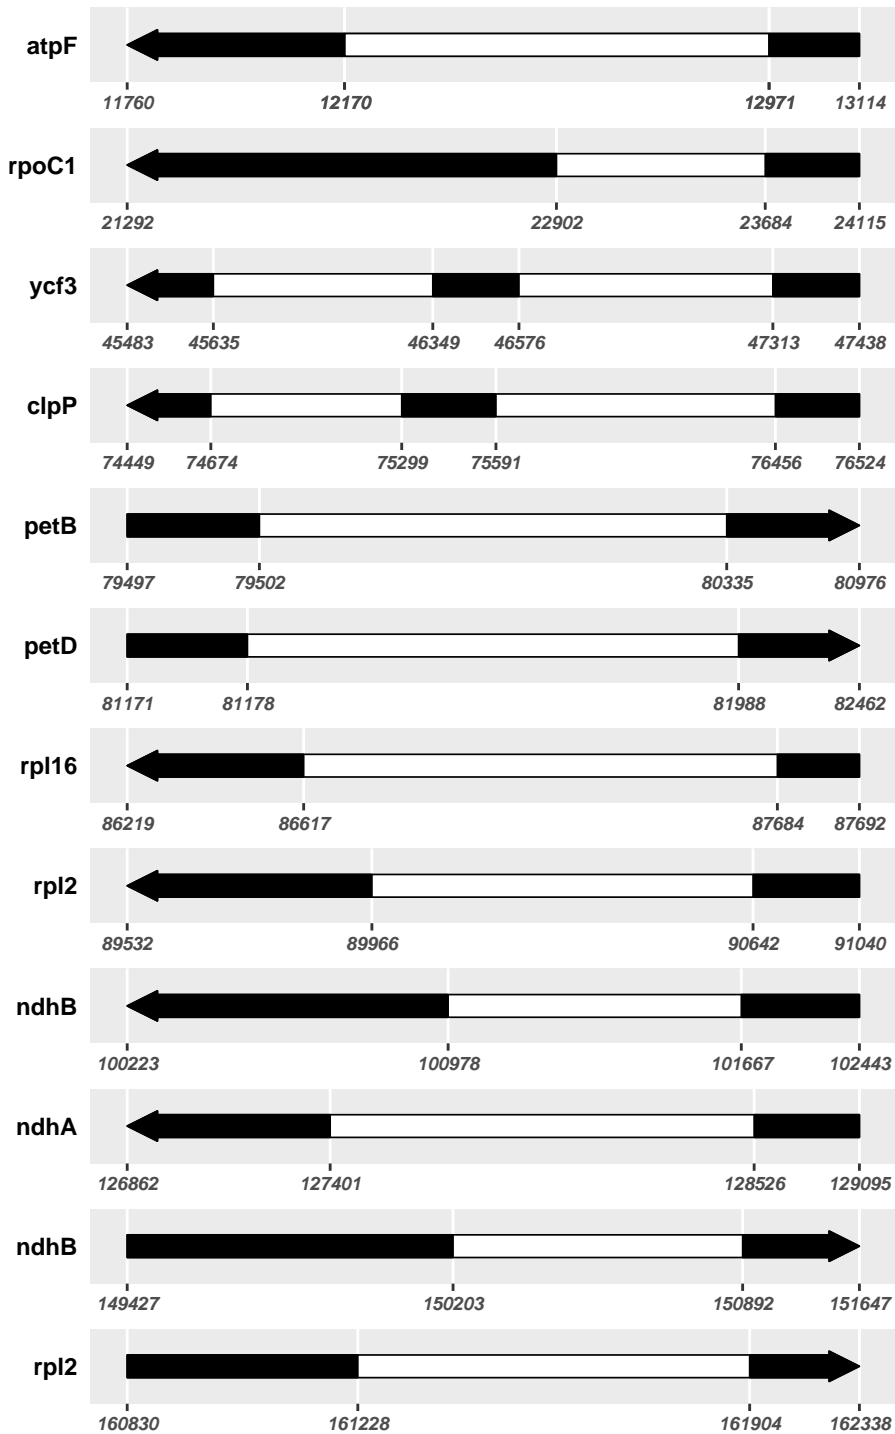 atpF
11760 12170 12971 13114
rpoC1
21292 22902 23684 24115
ycf3
45483 45635 46349 46576 47313 47438
clpP
74449 74674 75299 75591 76456 76524
petB
79497 79502 80335 80976
petD
81171 81178 81988 82462
rpl16
86219 86617 87684 87692
rpl2
89532 89966 90642 91040
ndhB
100223 100978 101667 102443
ndhA
126862 127401 128526 129095
ndhB
149427 150203 150892 151647
rpl2
160830 161228 161904 162338